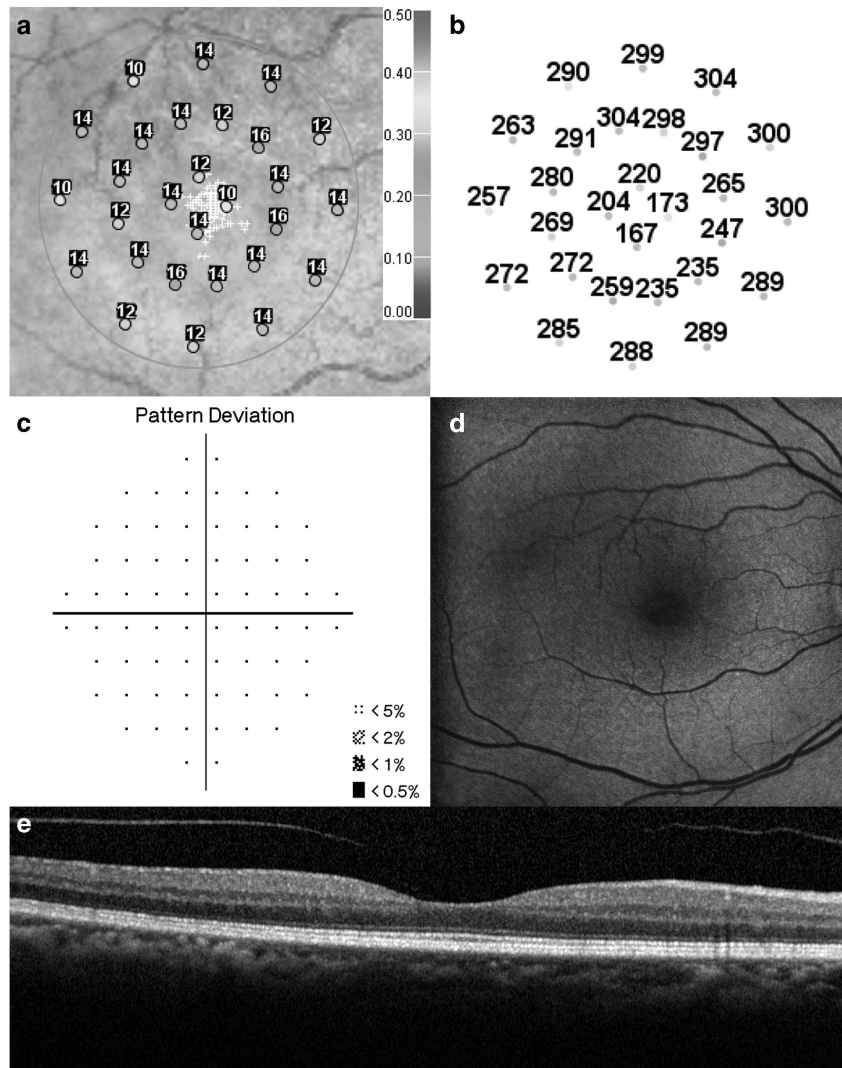 a
0.50
0.40
0.30
0.20
0.10
0.00
14
10 14
14 12
14 14 12 16
12
14 14
10 14 10 14
12 14 16
14 14 14
16 14 14
12 14
12
b
299
290 304
304 298 300
263 291 297
280 220 265
257 204 173 300
269 167 247
272 272 235
259 235 289
285 289
288
c
Pattern Deviation
< 5%
< 2%
< 1%
< 0.5%
d
e